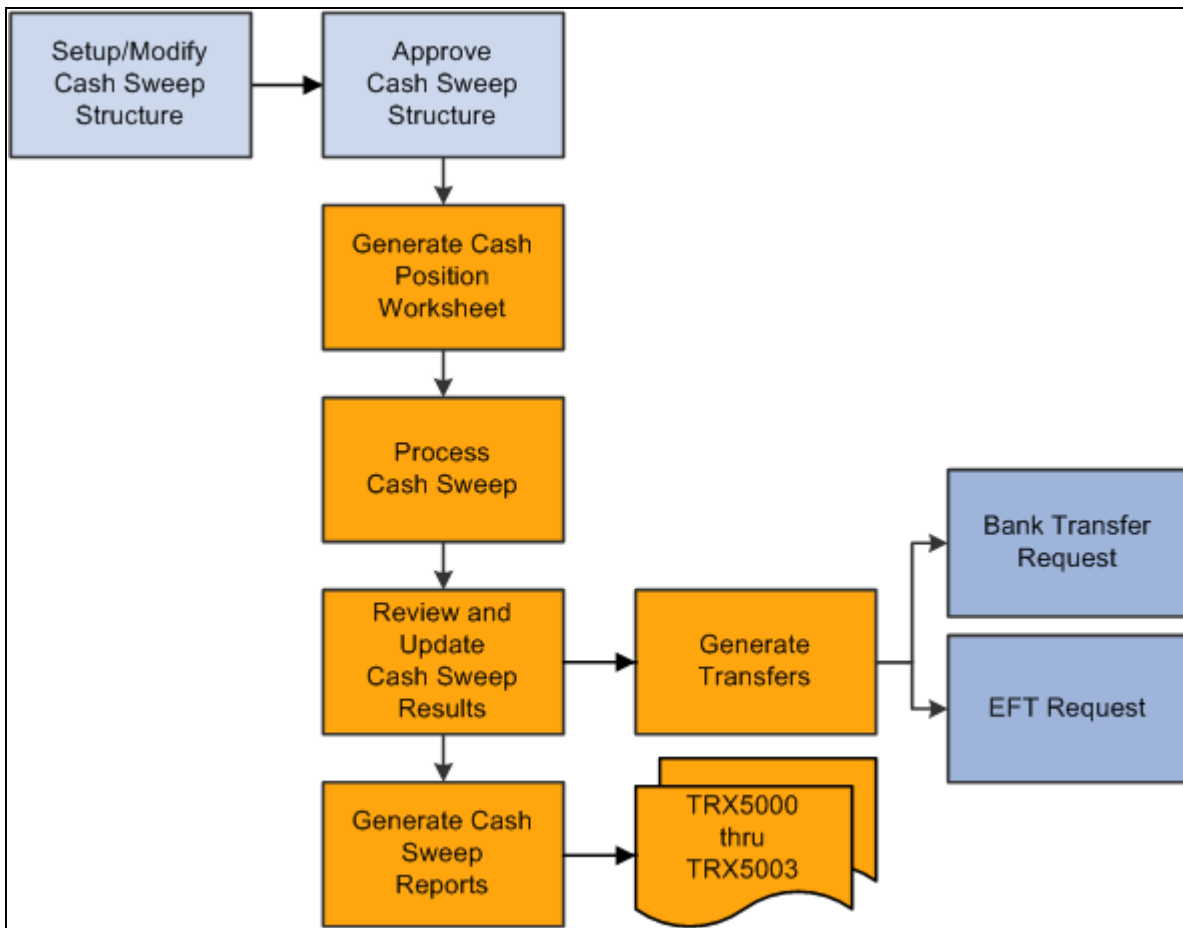 Setup/Modify
Cash Sweep
Structure
Approve
Cash Sweep
Structure
Generate Cash
Position
Worksheet
Process
Cash Sweep
Review and
Update
Cash Sweep
Results
Generate
Transfers
Bank Transfer
Request
EFT Request
Generate Cash
Sweep
Reports
TRX5000
thru
TRX5003